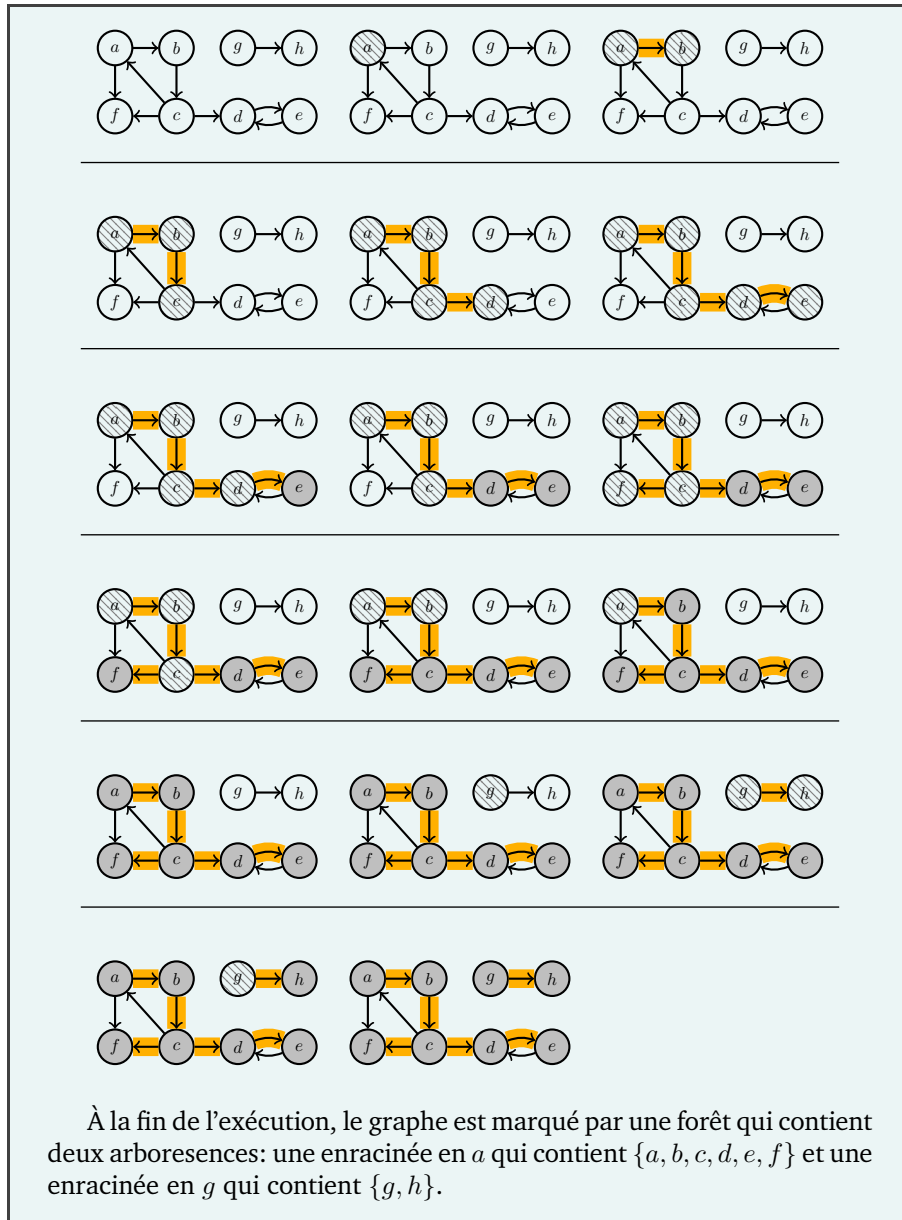 a b g h a b g h a b g h
f c d e f c d e f c d e
a b g h a b g h a b g h
f c d e f c d e f c d e
a b g h a b g h a b g h
f c d e f c d e f c d e
a b g h a b g h a b g h
f c d e f c d e f c d e
a b g h a b g h a b g h
f c d e f c d e f c d e
a b g h a b g h
f c d e f c d e
À la fin de l'exécution, le graphe est marqué par une forêt qui contient
deux arboresences: une enracinée en a qui contient {a, b, c, d, e, f} et une
enracinée en g qui contient {g, h}.